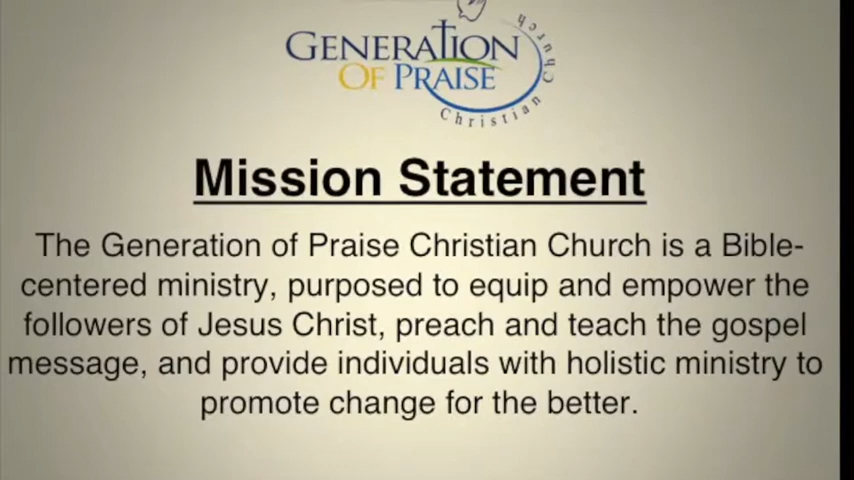 GENERATION
OF PRAISE
Christian Church
Mission Statement
The Generation of Praise Christian Church is a Bible-
centered ministry, purposed to equip and empower the
followers of Jesus Christ, preach and teach the gospel
message, and provide individuals with holistic ministry to
promote change for the better.